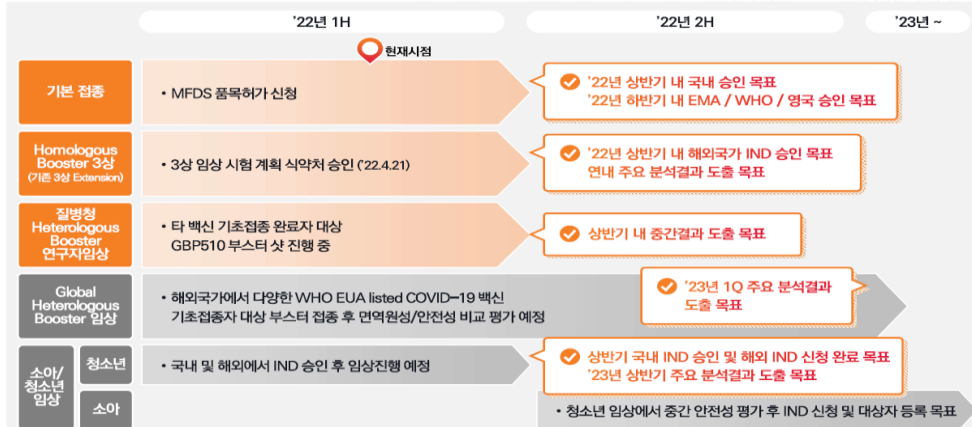 '22년 1H
'22년 2H
'23년 ~
현재시점
기본 접종
• MFDS 품목허가 신청
'22년 상반기 내 국내 승인 목표
'22년 하반기 내 EMA / WHO / 영국 승인 목표
Homologous
Booster 3상
(기존 3상 Extension)
• 3상 임상 시험 계획 식약처 승인 ('22.4.21)
'22년 상반기 내 해외국가 IND 승인 목표
연내 주요 분석결과 도출 목표
질병청
Heterologous
Booster
연구자임상
• 타 백신 기초접종 완료자 대상
GBP510 부스터 샷 진행 중
상반기 내 중간결과 도출 목표
Global
Heterologous
Booster 임상
• 해외국가에서 다양한 WHO EUA listed COVID-19 백신
기초접종자 대상 부스터 접종 후 면역원성/안전성 비교 평가 예정
'23년 1Q 주요 분석결과
도출 목표
소아/
청소년
임상
청소년
• 국내 및 해외에서 IND 승인 후 임상진행 예정
상반기 국내 IND 승인 및 해외 IND 신청 완료 목표
'23년 상반기 주요 분석결과 도출 목표
소아
• 청소년 임상에서 중간 안전성 평가 후 IND 신청 및 대상자 등록 목표